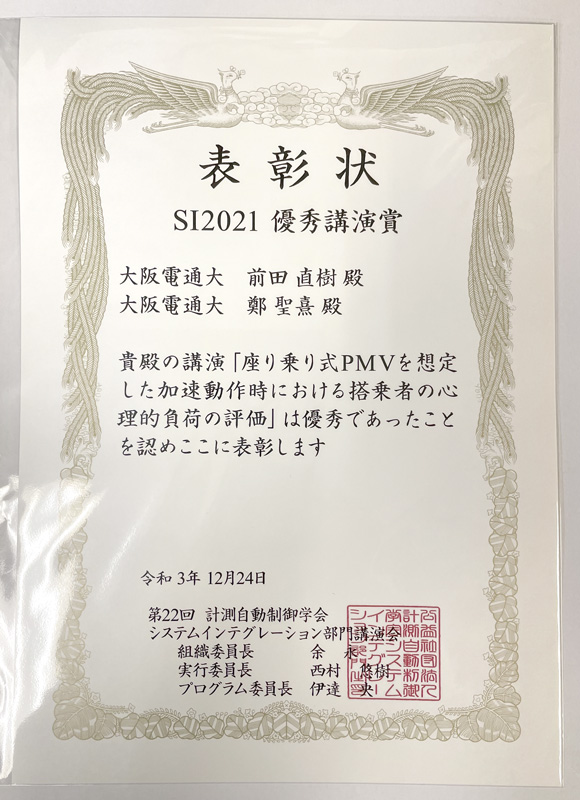 表彰状
SI2021 優秀講演賞
大阪電通大 前田 直樹 殿
大阪電通大 鄭 聖熹 殿
貴殿の講演「座り乗り式PMVを想定
した加速動作時における搭乗者の心
理的負荷の評価」は優秀であったこと
を認めここに表彰します
令和 3年 12月24日
第22回 計測自動制御学会
システムインテグレーション部門講演会
組織委員長 余 永
実行委員長 西村 悠樹
プログラム委員長 伊達 央